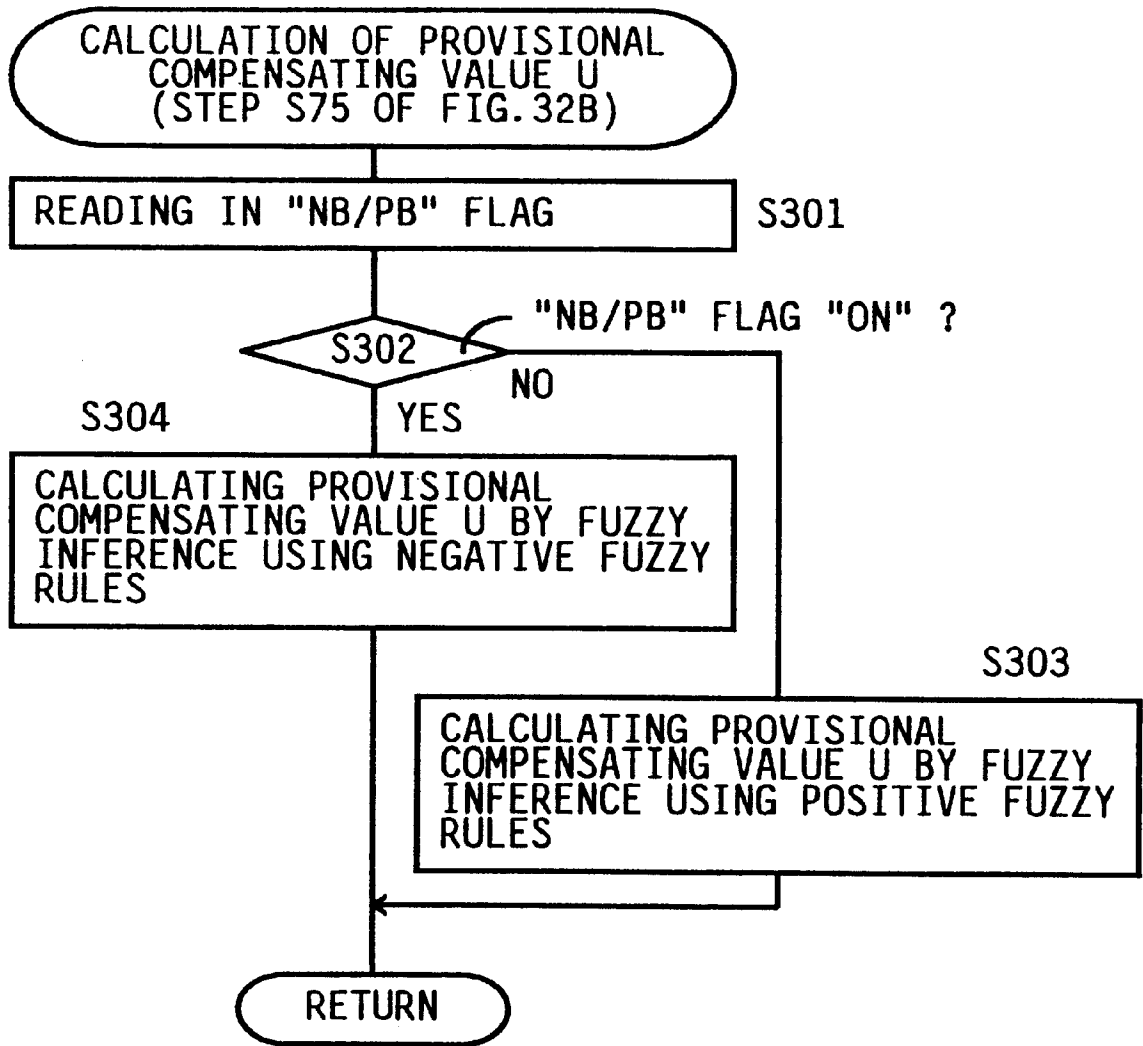 CALCULATION OF PROVISIONAL
COMPENSATING VALUE U
(STEP S75 OF FIG.32B)
READING IN "NB/PB" FLAG
S301
"NB/PB" FLAG "ON" ?
S302
NO
YES
S304
CALCULATING PROVISIONAL
COMPENSATING VALUE U BY FUZZY
INFERENCE USING NEGATIVE FUZZY
RULES
S303
CALCULATING PROVISIONAL
COMPENSATING VALUE U BY FUZZY
INFERENCE USING POSITIVE FUZZY
RULES
RETURN